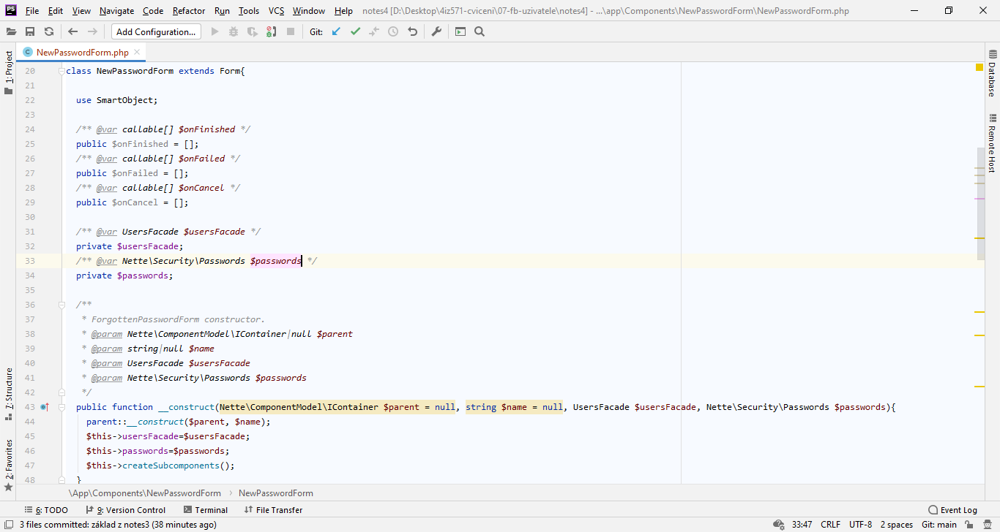 PS File Edit View Navigate Code Refactor Run Tools VCS Window Help notes4 [D:\Desktop\4iz571-cviceni\07-fb-uzivatele\notes4] - ...\app\Components\NewPasswordForm\NewPasswordForm.php
Add Configuration... Git:
C NewPasswordForm.php
1: Project
7: Structure
2: Favorites
Database
Remote Host
20 class NewPasswordForm extends Form{
21
22 use SmartObject;
23
24 /** @var callable[] $onFinished */
25 public $onFinished = [];
26 /** @var callable[] $onFailed */
27 public $onFailed = [];
28 /** @var callable[] $onCancel */
29 public $onCancel = [];
30
31 /** @var UsersFacade $usersFacade */
32 private $usersFacade;
33 /** @var Nette\Security\Passwords $passwords */
34 private $passwords;
35
36 /**
37 * ForgottenPasswordForm constructor.
38 * @param Nette\ComponentModel\IContainer|null $parent
39 * @param string|null $name
40 * @param UsersFacade $usersFacade
41 * @param Nette\Security\Passwords $passwords
42 */
43 public function __construct(Nette\ComponentModel\IContainer $parent = null, string $name = null, UsersFacade $usersFacade, Nette\Security\Passwords $passwords){
44 parent::__construct($parent, $name);
45 $this->usersFacade=$usersFacade;
46 $this->passwords=$passwords;
47 $this->createSubcomponents();
48 }
\App\Components\NewPasswordForm › NewPasswordForm
6: TODO 9: Version Control Terminal File Transfer Event Log
3 files committed: základ z notes3 (38 minutes ago) 33:47 CRLF UTF-8 2 spaces Git: main